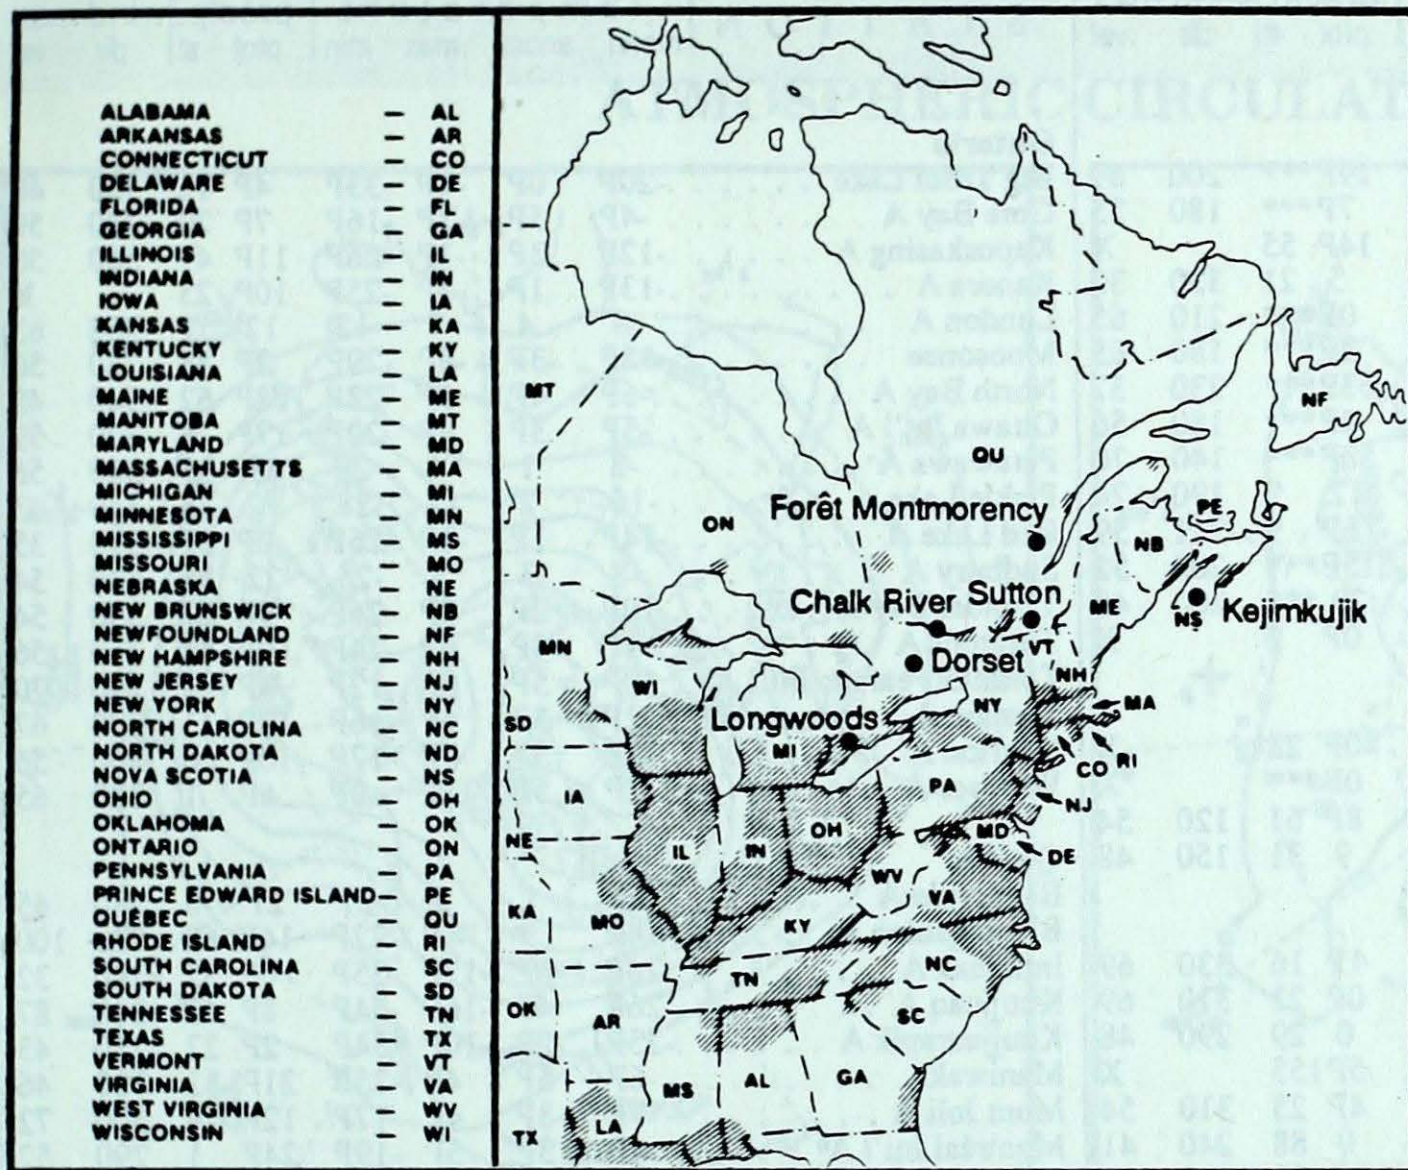 ALABAMA – AL
ARKANSAS – AR
CONNECTICUT – CO
DELAWARE – DE
FLORIDA – FL
GEORGIA – GA
ILLINOIS – IL
INDIANA – IN
IOWA – IA
KANSAS – KA
KENTUCKY – KY
LOUISIANA – LA
MAINE – ME
MANITOBA – MT
MARYLAND – MD
MASSACHUSETTS – MA
MICHIGAN – MI
MINNESOTA – MN
MISSISSIPPI – MS
MISSOURI – MO
NEBRASKA – NE
NEW BRUNSWICK – NB
NEWFOUNDLAND – NF
NEW HAMPSHIRE – NH
NEW JERSEY – NJ
NEW YORK – NY
NORTH CAROLINA – NC
NORTH DAKOTA – ND
NOVA SCOTIA – NS
OHIO – OH
OKLAHOMA – OK
ONTARIO – ON
PENNSYLVANIA – PA
PRINCE EDWARD ISLAND – PE
QUÉBEC – QU
RHODE ISLAND – RI
SOUTH CAROLINA – SC
SOUTH DAKOTA – SD
TENNESSEE – TN
TEXAS – TX
VERMONT – VT
VIRGINIA – VA
WEST VIRGINIA – WV
WISCONSIN – WI
MT
NF
QU
Forêt Montmorency
ON
PE
NB
Chalk River
Sutton
ME
NS
Kejimkujik
MN
VT
Dorset
NH
WI
NY
MA
SD
Longwoods
MI
RI
CO
IA
PA
NJ
NE
OH
MD
IL
IN
DE
WV
VA
KA
MO
KY
NC
TN
OK
AR
SC
MS
AL
GA
LA
TX